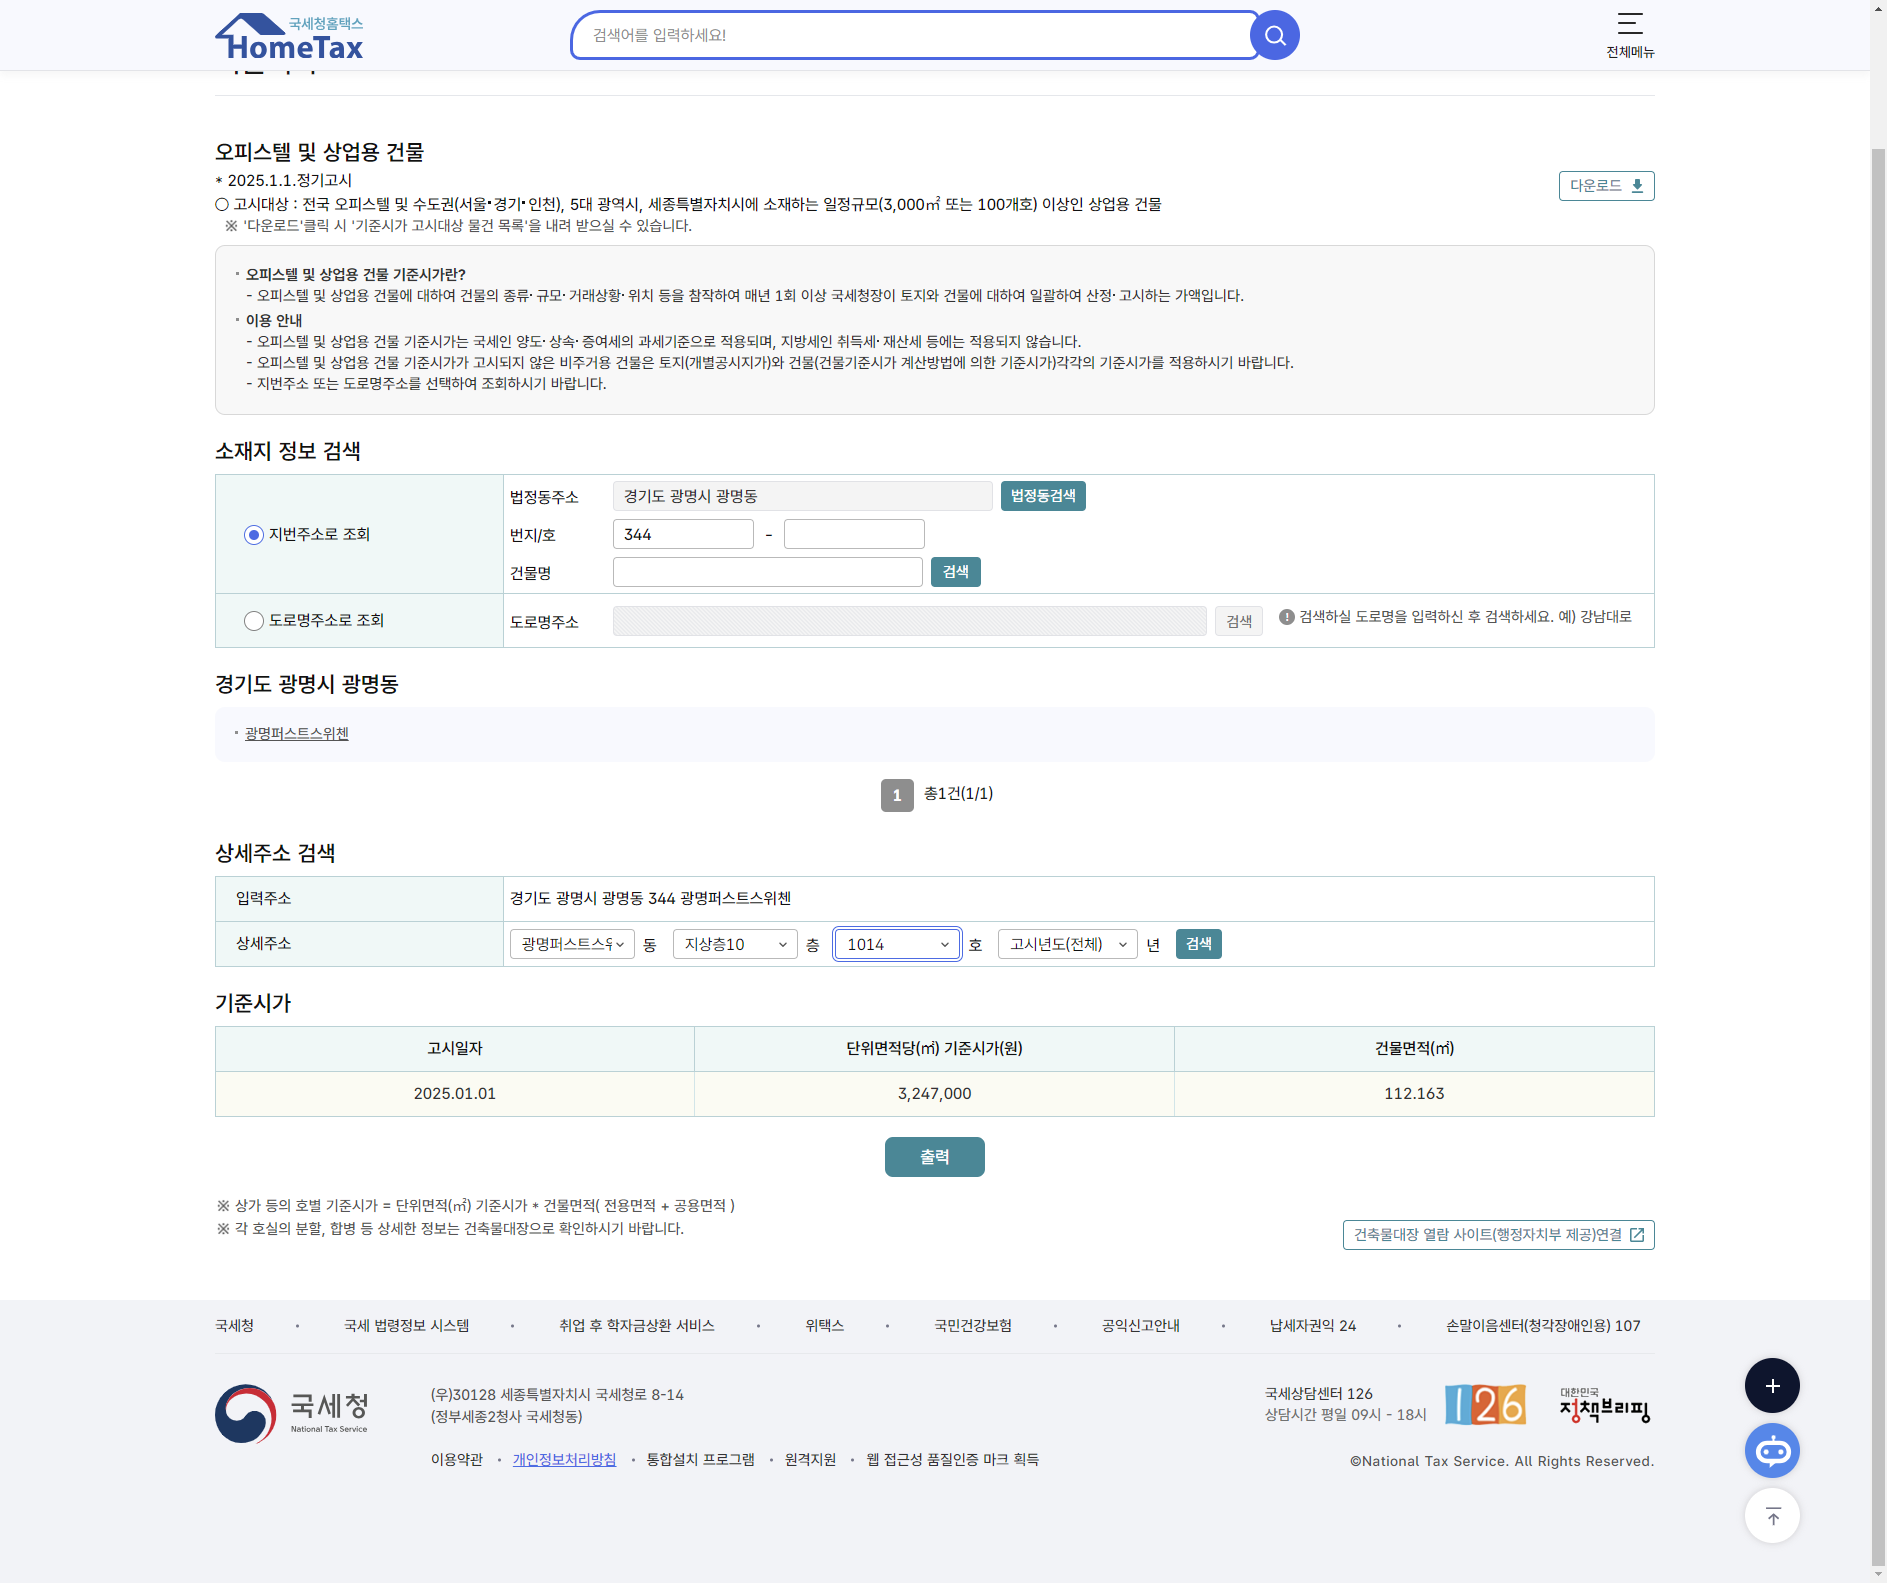 국세청홈택스
HomeTax
검색어를 입력하세요!
전체메뉴
오피스텔 및 상업용 건물
* 2025.1.1.정기고시
다운로드
○ 고시대상 : 전국 오피스텔 및 수도권(서울·경기·인천), 5대 광역시, 세종특별자치시에 소재하는 일정규모(3,000㎡ 또는 100개호) 이상인 상업용 건물
※ '다운로드'클릭 시 '기준시가 고시대상 물건 목록'을 내려 받으실 수 있습니다.
· 오피스텔 및 상업용 건물 기준시가란?
- 오피스텔 및 상업용 건물에 대하여 건물의 종류·규모·거래상황·위치 등을 참작하여 매년 1회 이상 국세청장이 토지와 건물에 대하여 일괄하여 산정·고시하는 가액입니다.
· 이용 안내
- 오피스텔 및 상업용 건물 기준시가는 국세인 양도·상속·증여세의 과세기준으로 적용되며, 지방세인 취득세·재산세 등에는 적용되지 않습니다.
- 오피스텔 및 상업용 건물 기준시가가 고시되지 않은 비주거용 건물은 토지(개별공시지가)와 건물(건물기준시가 계산방법에 의한 기준시가)각각의 기준시가를 적용하시기 바랍니다.
- 지번주소 또는 도로명주소를 선택하여 조회하시기 바랍니다.
소재지 정보 검색
지번주소로 조회
법정동주소 경기도 광명시 광명동 법정동검색
번지/호 344 -
건물명 검색
도로명주소로 조회 도로명주소 검색 검색하실 도로명을 입력하신 후 검색하세요. 예) 강남대로
경기도 광명시 광명동
· 광명퍼스트스위첸
1 총1건(1/1)
상세주소 검색
입력주소 경기도 광명시 광명동 344 광명퍼스트스위첸
상세주소 광명퍼스트스위 동 지상층10 층 1014 호 고시년도(전체) 년 검색
기준시가
고시일자 단위면적당(㎡) 기준시가(원) 건물면적(㎡)
2025.01.01 3,247,000 112.163
출력
※ 상가 등의 호별 기준시가 = 단위면적(㎡) 기준시가 * 건물면적( 전용면적 + 공용면적 )
※ 각 호실의 분할, 합병 등 상세한 정보는 건축물대장으로 확인하시기 바랍니다.
건축물대장 열람 사이트(행정자치부 제공)연결
국세청 · 국세 법령정보 시스템 · 취업 후 학자금상환 서비스 · 위택스 · 국민건강보험 · 공익신고안내 · 납세자권익 24 · 손말이음센터(청각장애인용) 107
국세청
National Tax Service
(우)30128 세종특별자치시 국세청로 8-14
(정부세종2청사 국세청동)
국세상담센터 126
상담시간 평일 09시 - 18시
126
대한민국
정책브리핑
이용약관 · 개인정보처리방침 · 통합설치 프로그램 · 원격지원 · 웹 접근성 품질인증 마크 획득
©National Tax Service. All Rights Reserved.